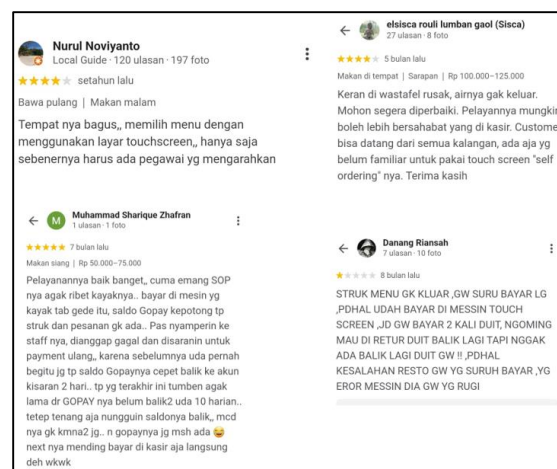 Nurul Noviyanto
Local Guide · 120 ulasan · 197 foto
setahun lalu
Bawa pulang | Makan malam
Tempat nya bagus,, memilih menu dengan
menggunakan layar touchscreen,, hanya saja
sebenernya harus ada pegawai yg mengarahkan
elsisca rouli lumban gaol (Sisca)
27 ulasan · 8 foto
5 bulan lalu
Makan di tempat | Sarapan | Rp 100.000–125.000
Keran di wastafel rusak, airnya gak keluar.
Mohon segera diperbaiki. Pelayannya mungkin
boleh lebih bersahabat yang di kasir. Custome
bisa datang dari semua kalangan, ada aja yg
belum familiar untuk pakai touch screen "self
ordering" nya. Terima kasih
M
Muhammad Sharique Zhafran
1 ulasan · 1 foto
7 bulan lalu
Makan siang | Rp 50.000–75.000
Pelayanannya baik banget,, cuma emang SOP
nya agak ribet kayaknya.. bayar di mesin yg
kayak tab gede itu, saldo Gopay kepotong tp
struk dan pesanan gk ada.. Pas nyamperin ke
staff nya, dianggap gagal dan disaranin untuk
payment ulang,, karena sebelumnya uda pernah
begitu jg tp saldo Gopaynya cepet balik ke akun
kisaran 2 hari.. tp yg terakhir ini tumben agak
lama dr GOPAY nya belum balik2 uda 10 harian..
tetep tenang aja nungguin saldonya balik,, mcd
nya gk kmna2 jg.. n gopaynya jg msh ada 😂
next nya mending bayar di kasir aja langsung
deh wkwk
Danang Riansah
7 ulasan · 10 foto
8 bulan lalu
STRUK MENU GK KLUAR ,GW SURU BAYAR LG
,PDHAL UDAH BAYAR DI MESSIN TOUCH
SCREEN ,JD GW BAYAR 2 KALI DUIT, NGOMING
MAU DI RETUR DUIT BALIK LAGI TAPI NGGAK
ADA BALIK LAGI DUIT GW !! ,PDHAL
KESALAHAN RESTO GW YG SURUH BAYAR ,YG
EROR MESSIN DIA GW YG RUGI